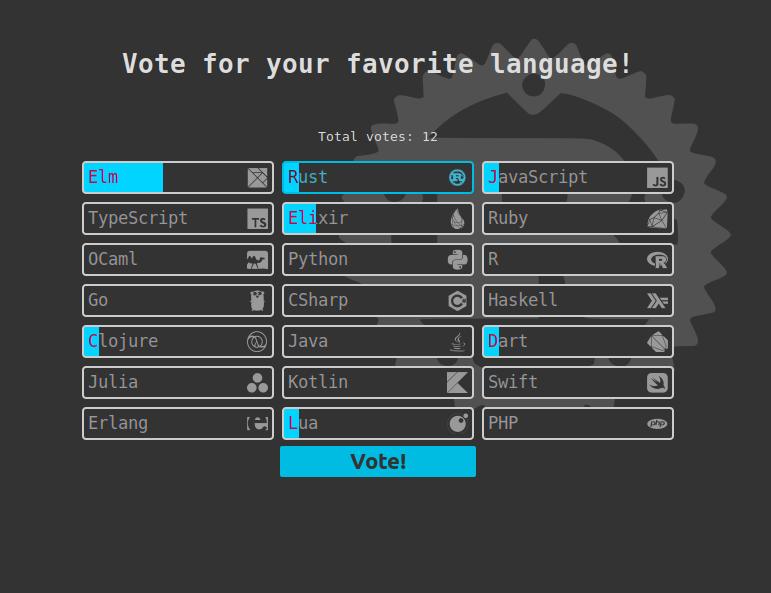 Vote for your favorite language!
Total votes: 12
Elm
Rust
JavaScript
JS
TypeScript
TS
Elixir
Ruby
OCaml
Python
R
R
Go
CSharp
Haskell
Clojure
Java
Dart
Julia
Kotlin
Swift
Erlang
Lua
PHP
php
Vote!